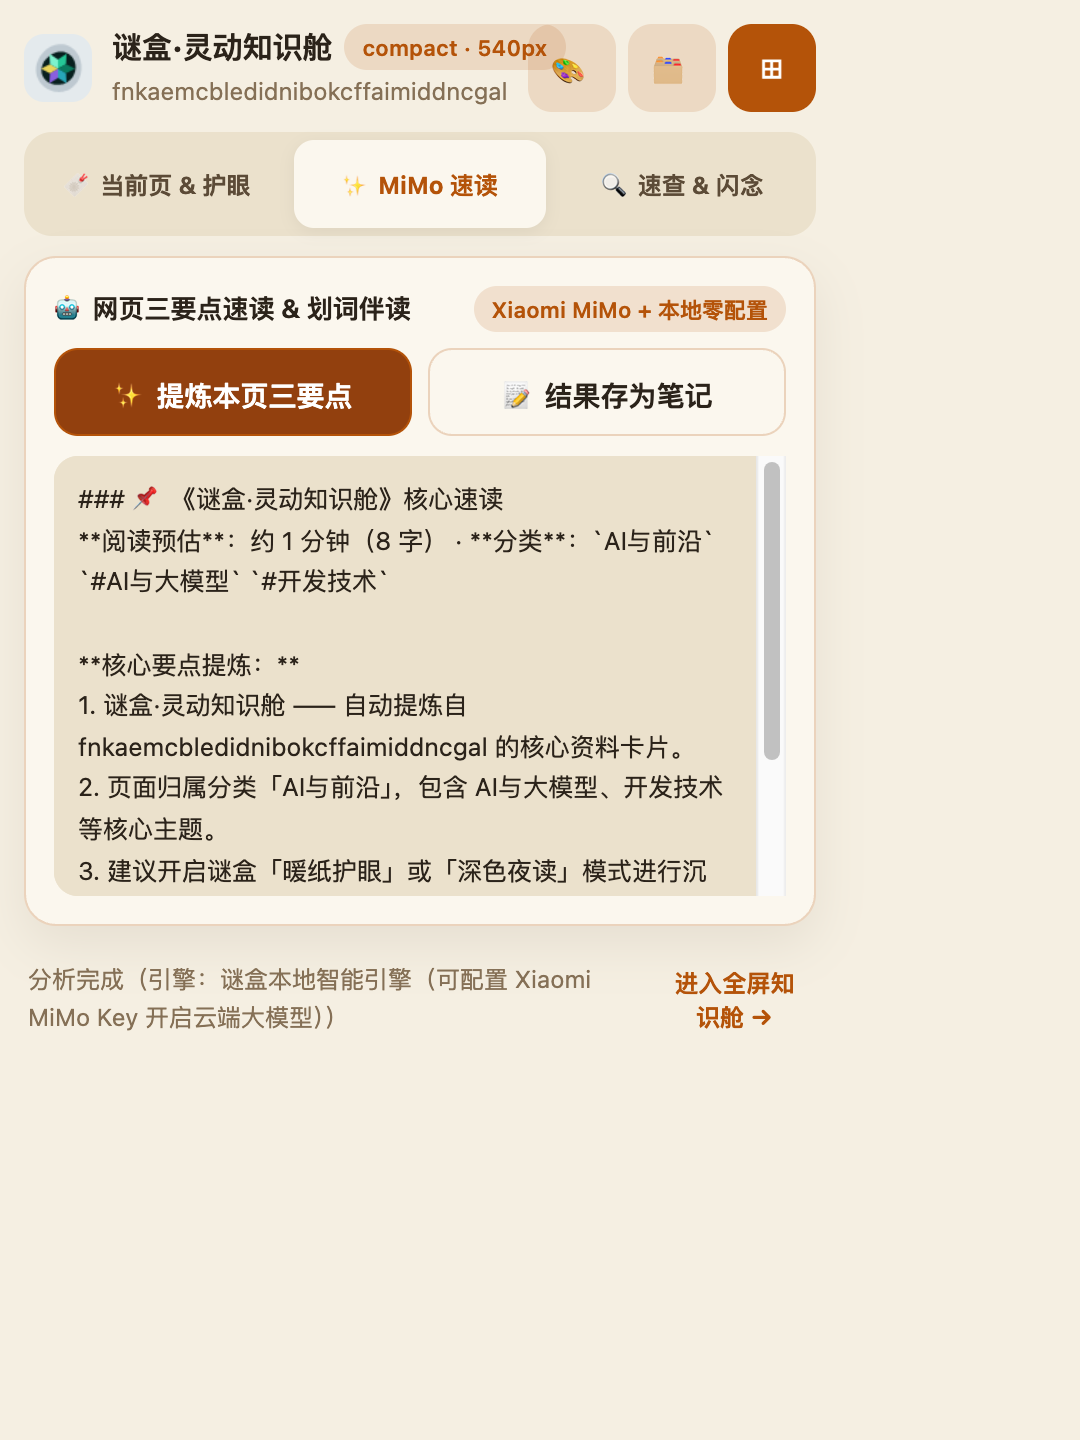 谜盒·灵动知识舱 compact · 540px
fnkaemcbledidnibokcffaimiddncgal
当前页 & 护眼
MiMo 速读
速查 & 闪念
网页三要点速读 & 划词伴读
Xiaomi MiMo + 本地零配置
提炼本页三要点
结果存为笔记
### 📌 《谜盒·灵动知识舱》核心速读
**阅读预估**：约 1 分钟（8 字） · **分类**：`AI与前沿`
`#AI与大模型` `#开发技术`
**核心要点提炼：**
1. 谜盒·灵动知识舱 —— 自动提炼自
fnkaemcbledidnibokcffaimiddncgal 的核心资料卡片。
2. 页面归属分类「AI与前沿」，包含 AI与大模型、开发技术
等核心主题。
3. 建议开启谜盒「暖纸护眼」或「深色夜读」模式进行沉
分析完成（引擎：谜盒本地智能引擎（可配置 Xiaomi
MiMo Key 开启云端大模型））
进入全屏知
识舱 →